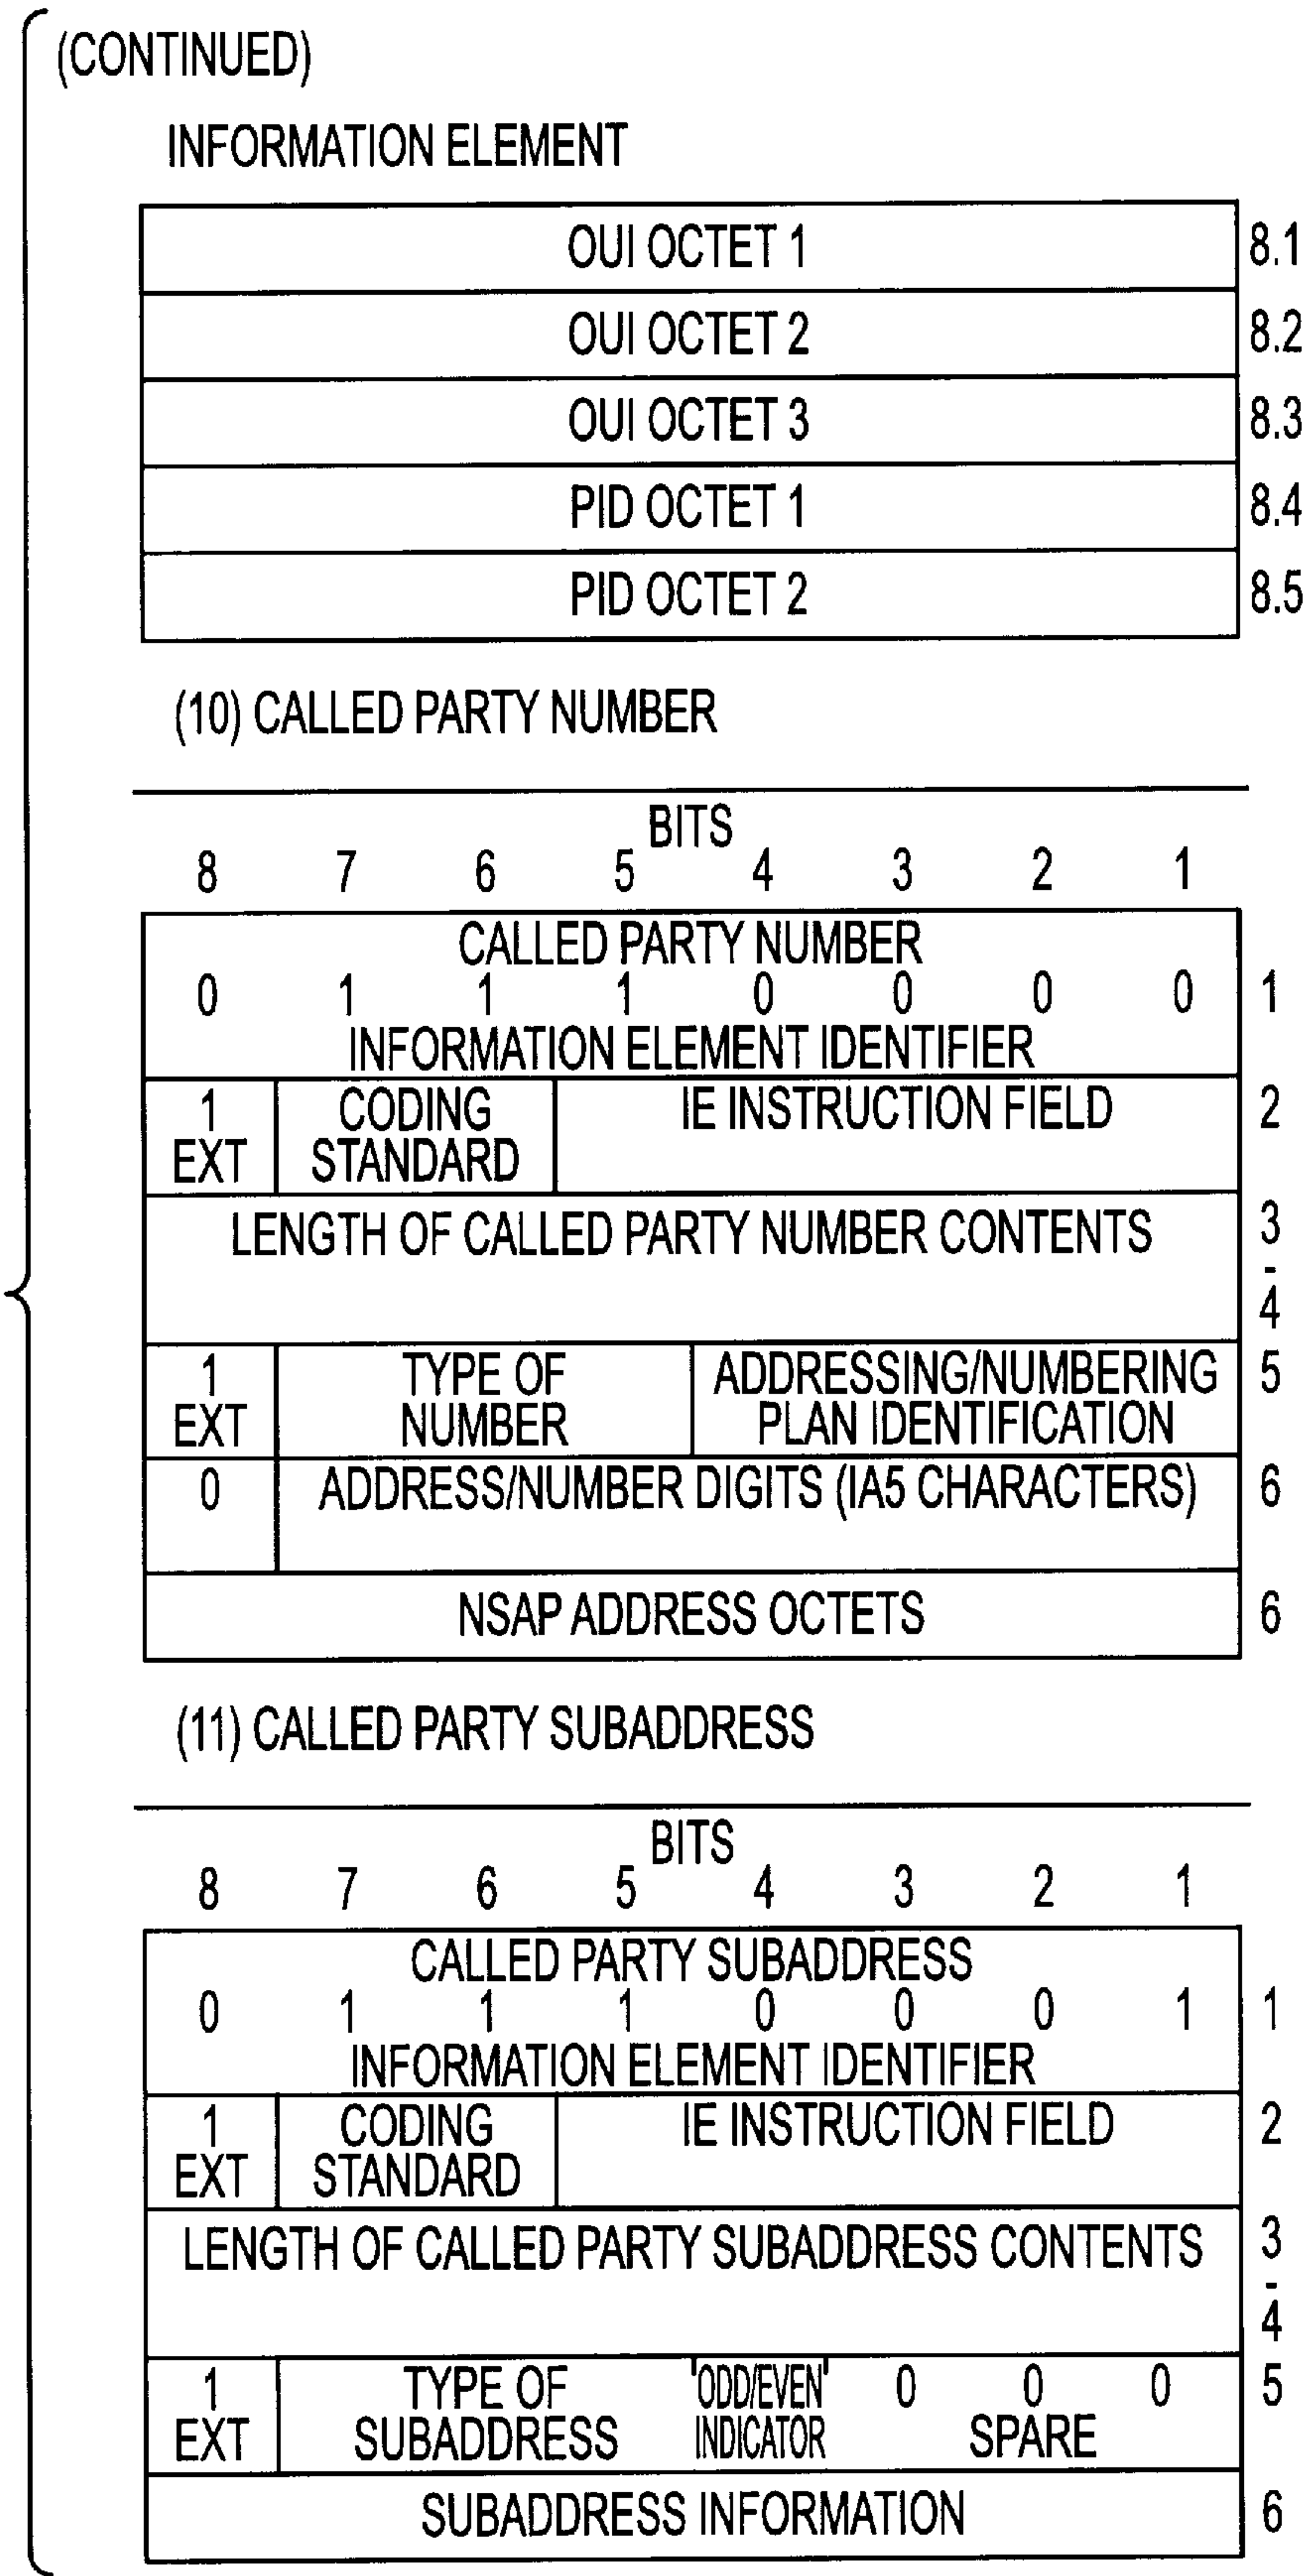 (CONTINUED)
INFORMATION ELEMENT
OUI OCTET 1 8.1
OUI OCTET 2 8.2
OUI OCTET 3 8.3
PID OCTET 1 8.4
PID OCTET 2 8.5
(10) CALLED PARTY NUMBER
BITS
8 7 6 5 4 3 2 1
CALLED PARTY NUMBER
0 1 1 1 0 0 0 0 1
INFORMATION ELEMENT IDENTIFIER
1 CODING IE INSTRUCTION FIELD 2
EXT STANDARD
LENGTH OF CALLED PARTY NUMBER CONTENTS 3
-
4
1 TYPE OF ADDRESSING/NUMBERING 5
EXT NUMBER PLAN IDENTIFICATION
0 ADDRESS/NUMBER DIGITS (IA5 CHARACTERS) 6
NSAP ADDRESS OCTETS 6
(11) CALLED PARTY SUBADDRESS
BITS
8 7 6 5 4 3 2 1
CALLED PARTY SUBADDRESS
0 1 1 1 0 0 0 1 1
INFORMATION ELEMENT IDENTIFIER
1 CODING IE INSTRUCTION FIELD 2
EXT STANDARD
LENGTH OF CALLED PARTY SUBADDRESS CONTENTS 3
-
4
1 TYPE OF ODD/EVEN 0 0 0 5
EXT SUBADDRESS INDICATOR SPARE
SUBADDRESS INFORMATION 6